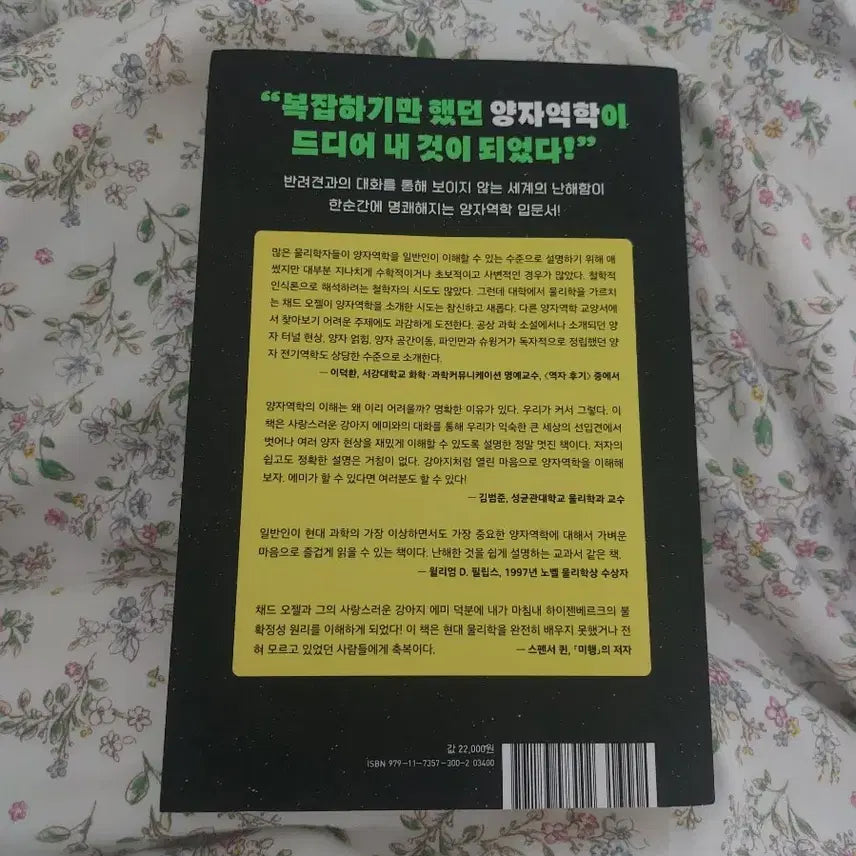 “복잡하기만 했던 양자역학이
드디어 내 것이 되었다!”
반려견과의 대화를 통해 보이지 않는 세계의 난해함이
한순간에 명쾌해지는 양자역학 입문서!
많은 물리학자들이 양자역학을 일반인이 이해할 수 있는 수준으로 설명하기 위해 애
썼지만 대부분 지나치게 수학적이거나 초보적이고 사변적인 경우가 많았다. 철학적
인식론으로 해석하려는 철학자의 시도도 많았다. 그런데 대학에서 물리학을 가르치
는 채드 오젤이 양자역학을 소개한 시도는 참신하고 새롭다. 다른 양자역학 교양서에
서 찾아보기 어려운 주제에도 과감하게 도전한다. 공상 과학 소설에서나 소개되던 양
자 터널 현상, 양자 얽힘, 양자 공간이동, 파인만과 슈윙거가 독자적으로 정립했던 양
자 전기역학도 상당한 수준으로 소개한다.
— 이덕환, 서강대학교 화학·과학커뮤니케이션 명예교수, 〈역자 후기〉 중에서
양자역학의 이해는 왜 이리 어려울까? 명확한 이유가 있다. 우리가 커서 그렇다. 이
책은 사랑스러운 강아지 에미와의 대화를 통해 우리가 익숙한 큰 세상의 선입견에서
벗어나 여러 양자 현상을 재밌게 이해할 수 있도록 설명한 정말 멋진 책이다. 저자의
쉽고도 정확한 설명은 거침이 없다. 강아지처럼 열린 마음으로 양자역학을 이해해
보자. 에미가 할 수 있다면 여러분도 할 수 있다!
— 김범준, 성균관대학교 물리학과 교수
일반인이 현대 과학의 가장 이상하면서도 가장 중요한 양자역학에 대해서 가벼운
마음으로 즐겁게 읽을 수 있는 책이다. 난해한 것을 쉽게 설명하는 교과서 같은 책.
— 윌리엄 D. 필립스, 1997년 노벨 물리학상 수상자
채드 오젤과 그의 사랑스러운 강아지 에미 덕분에 내가 마침내 하이젠베르크의 불
확정성 원리를 이해하게 되었다! 이 책은 현대 물리학을 완전히 배우지 못했거나 전
혀 모르고 있었던 사람들에게 축복이다. — 스펜서 퀸, 「미행」의 저자
값 22,000원
ISBN 979-11-7357-300-2 03400